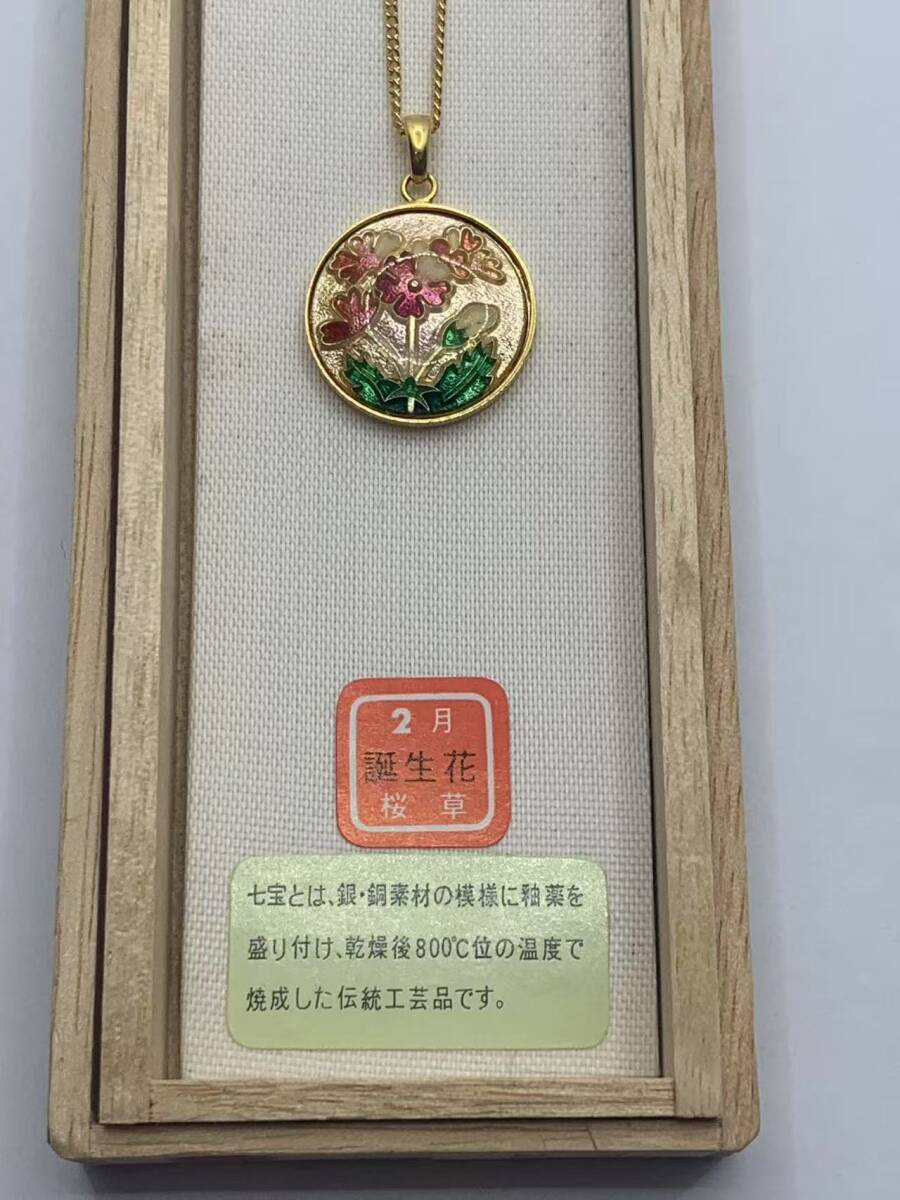 2月
誕生花
桜草
七宝とは、銀・銅素材の模様に釉薬を
盛り付け、乾燥後800℃位の温度で
焼成した伝統工芸品です。